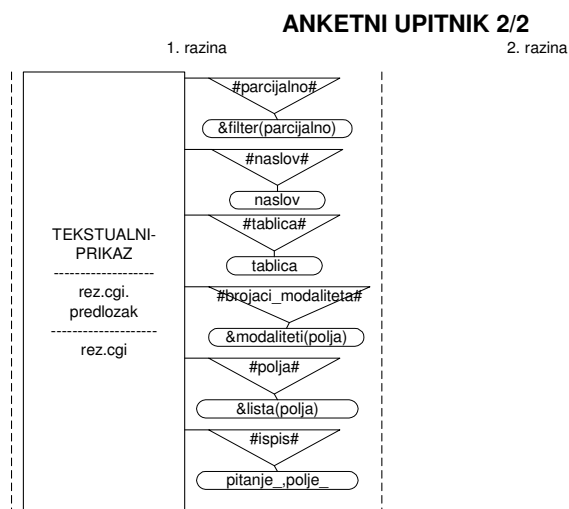 ANKETNI UPITNIK 2/2
1. razina
2. razina
TEKSTUALNI-
PRIKAZ
-------------------
rez.cgi.
predlozak
--------------------
rez.cgi
#parcijalno#
&filter(parcijalno)
#naslov#
naslov
#tablica#
tablica
#brojaci_modaliteta#
&modaliteti(polja)
#polja#
&lista(polja)
#ispis#
pitanje_,polje_